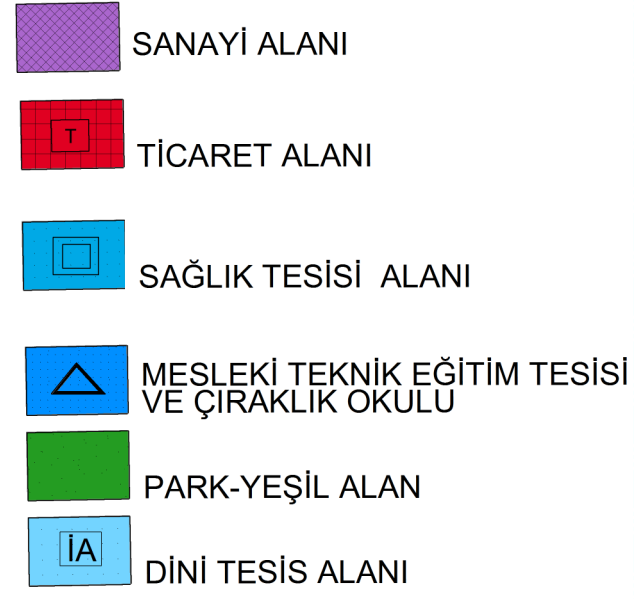 SANAYİ ALANI
T
TİCARET ALANI
SAĞLIK TESİSİ ALANI
MESLEKİ TEKNİK EĞİTİM TESİSİ
VE ÇIRAKLIK OKULU
PARK-YEŞİL ALAN
İA
DİNİ TESİS ALANI